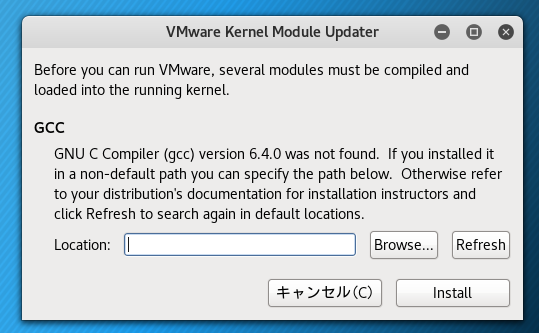 VMware Kernel Module Updater
Before you can run VMware, several modules must be compiled and
loaded into the running kernel.
GCC
GNU C Compiler (gcc) version 6.4.0 was not found.  If you installed it
in a non-default path you can specify the path below.  Otherwise refer
to your distribution's documentation for installation instructors and
click Refresh to search again in default locations.
Location: Browse... Refresh
キャンセル(C) Install